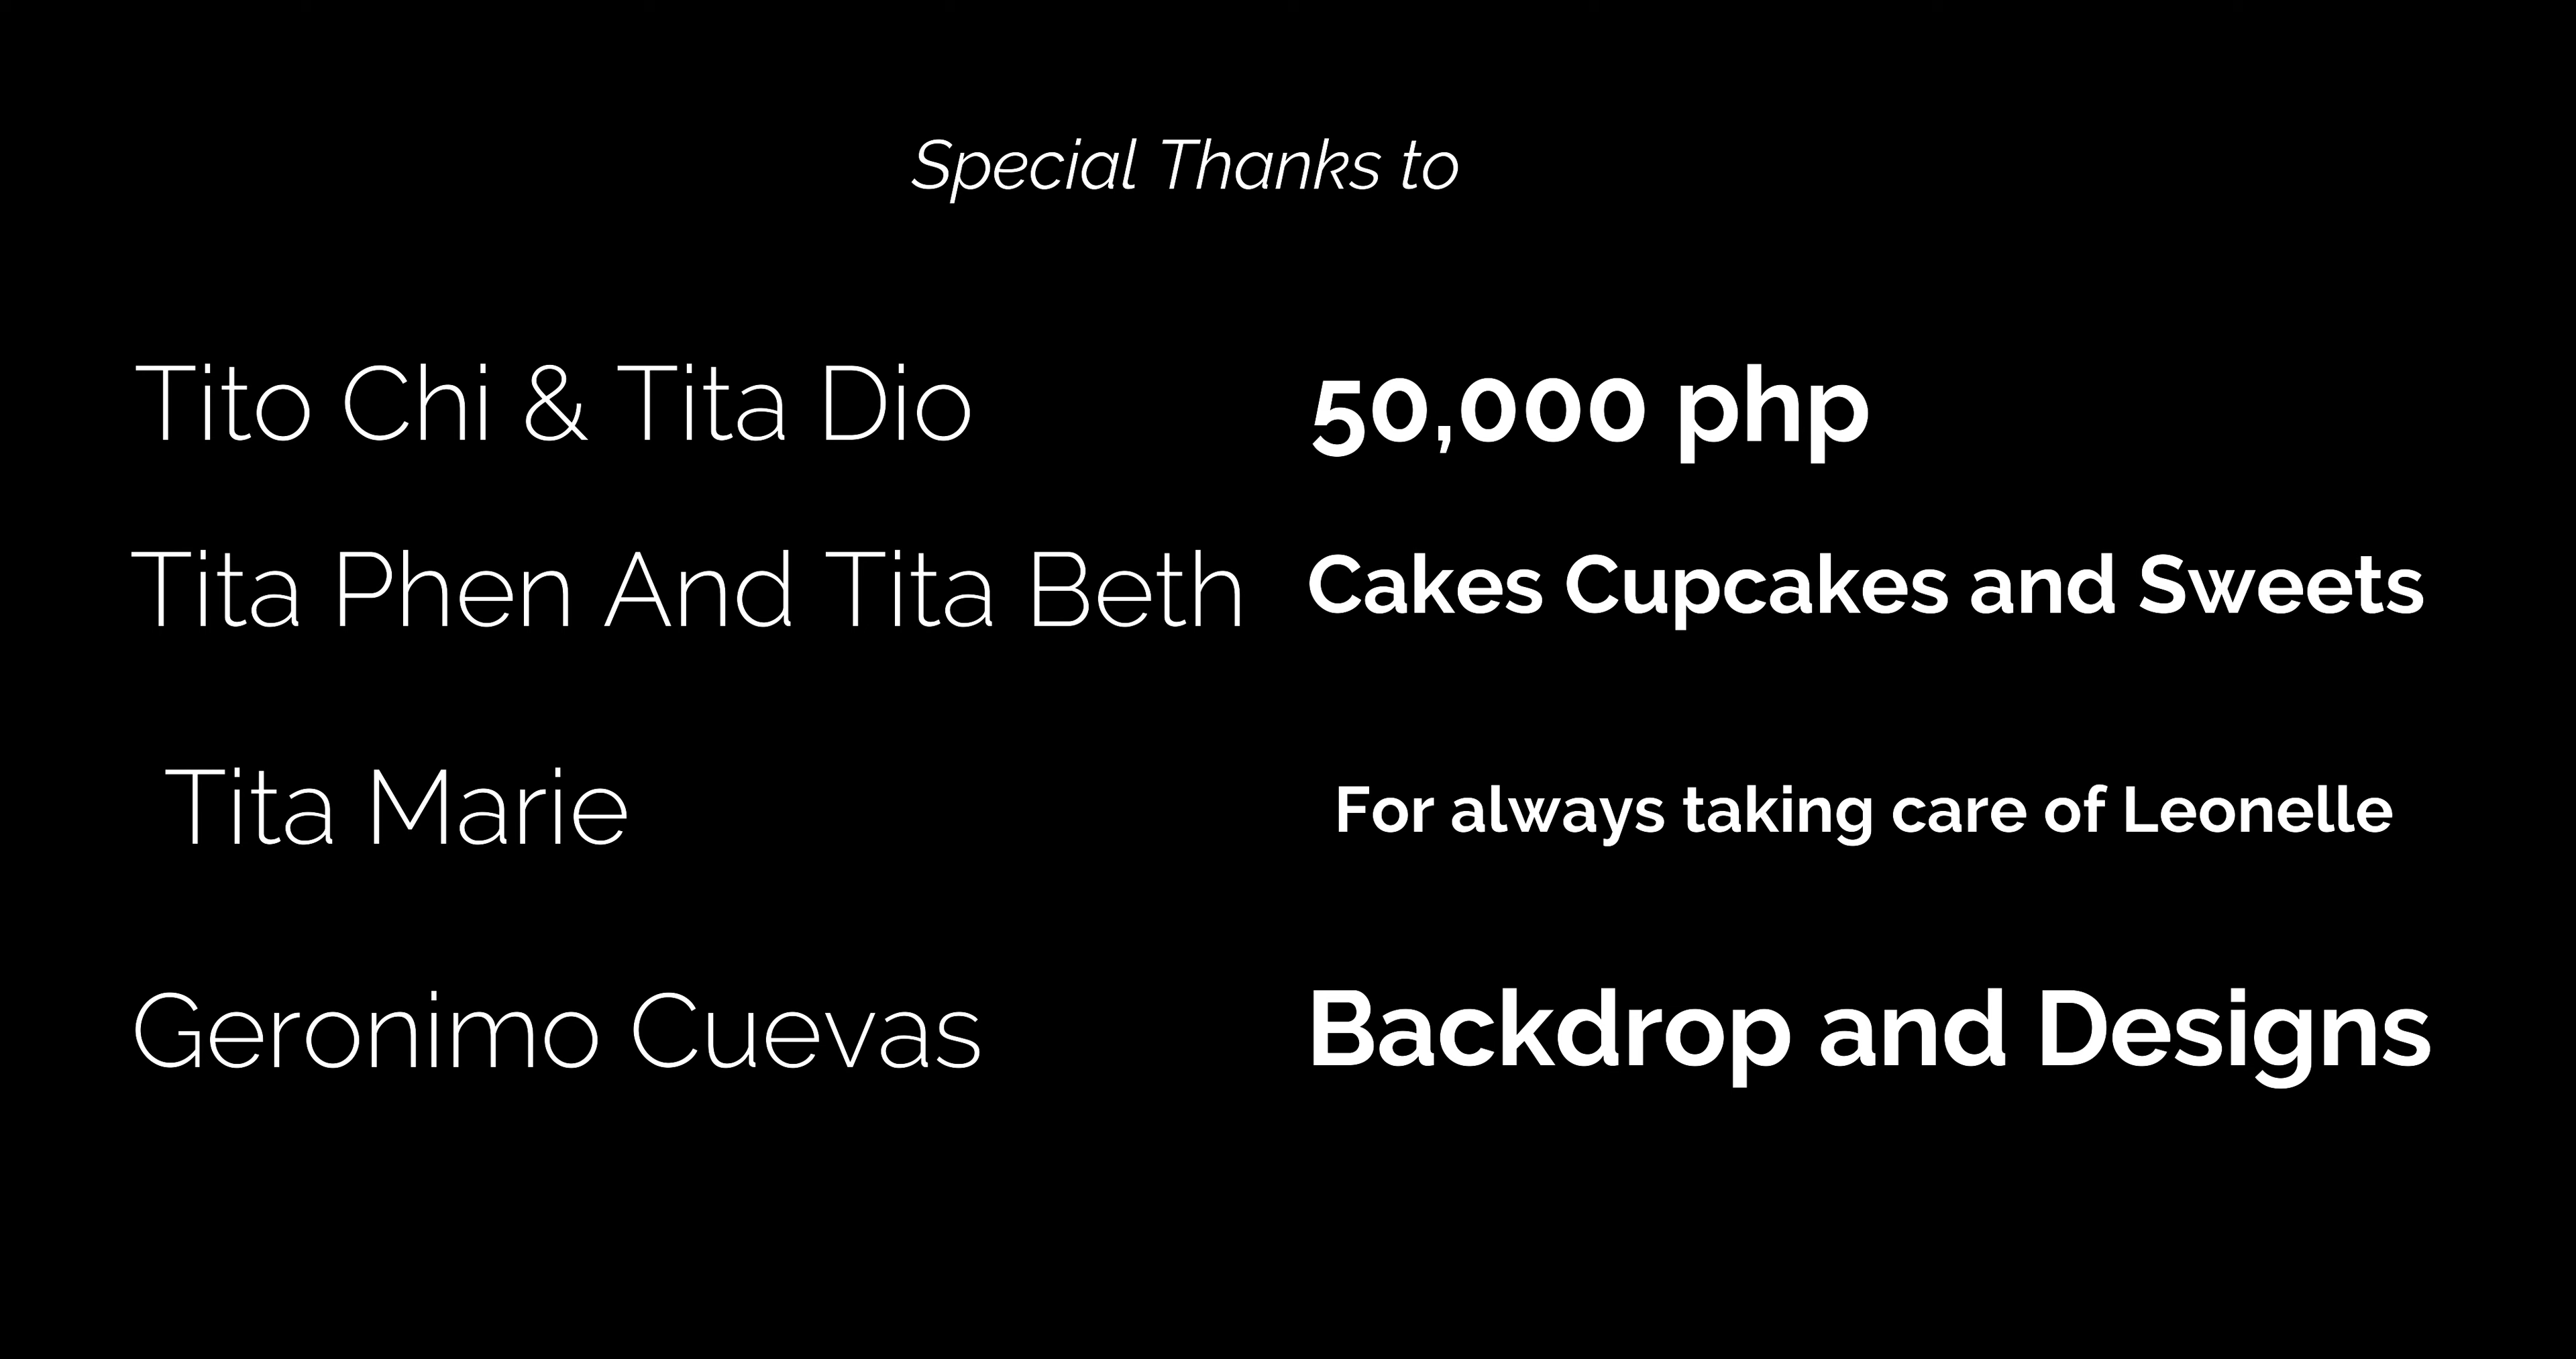 Special Thanks to
Tito Chi & Tita Dio 50,000 php
Tita Phen And Tita Beth Cakes Cupcakes and Sweets
Tita Marie For always taking care of Leonelle
Geronimo Cuevas Backdrop and Designs